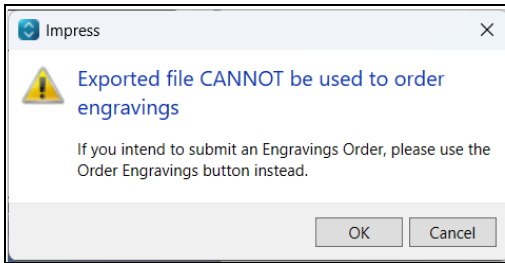 Impress
Exported file CANNOT be used to order
engravings
If you intend to submit an Engravings Order, please use the
Order Engravings button instead.
OK Cancel